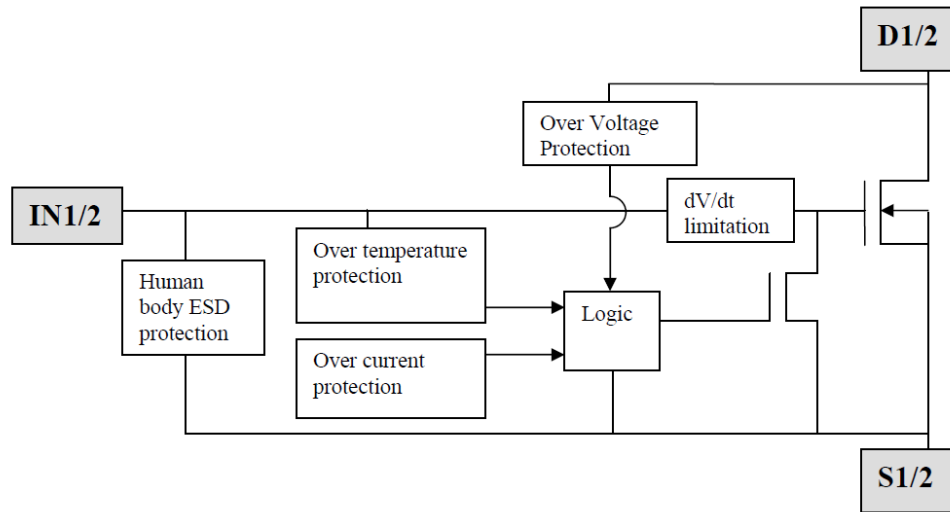 D1/2
Over Voltage
Protection
dV/dt
limitation
IN1/2
Over temperature
protection
Human
body ESD
protection
Logic
Over current
protection
S1/2